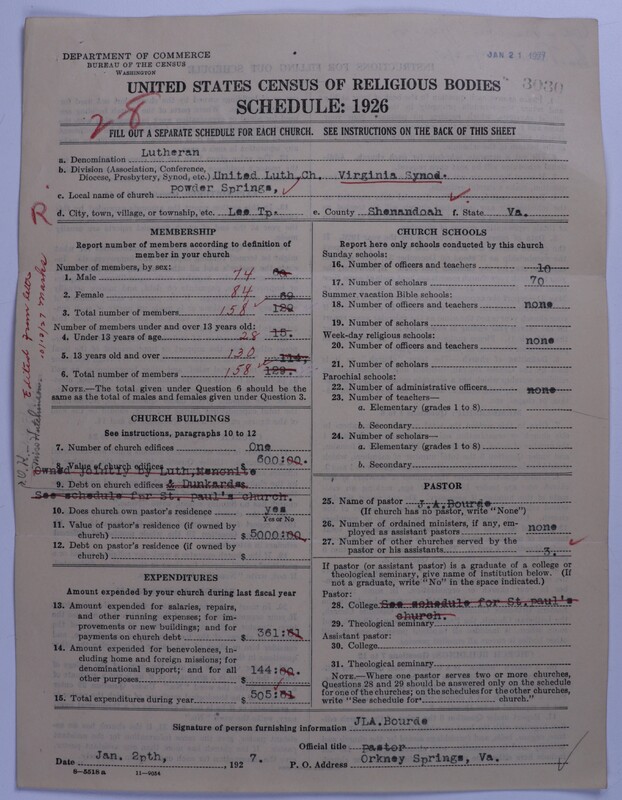 JAN 21 1927
DEPARTMENT OF COMMERCE
BUREAU OF THE CENSUS
WASHINGTON
UNITED STATES CENSUS OF RELIGIOUS BODIES 3030
SCHEDULE: 1926
28
FILL OUT A SEPARATE SCHEDULE FOR EACH CHURCH. SEE INSTRUCTIONS ON THE BACK OF THIS SHEET
a. Denomination Lutheran
b. Division (Association, Conference,
Diocese, Presbytery, Synod, etc.) United Luth,Ch. Virginia Synod.
c. Local name of church powder Springs,
R
d. City, town, village, or township, etc. Lee Tp. e. County Shenandoah f. State Va.
MEMBERSHIP
Report number of members according to definition of
member in your church
Number of members, by sex:
1. Male 74
2. Female 84
3. Total number of members 158 129
Number of members under and over 13 years old:
4. Under 13 years of age 28 15.
5. 13 years old and over 130 114.
6. Total number of members 158 129.
NOTE.—The total given under Question 6 should be the
same as the total of males and females given under Question 3.
Edited from letter
10/18/27 Marks
CHURCH BUILDINGS
See instructions, paragraphs 10 to 12
7. Number of church edifices One
8. Value of church edifices $ 600:00.
Owned jointly by Luth,Menonite
9. Debt on church edifices & Dunkards.
See schedule for St. paul's church.
10. Does church own pastor's residence yes
Yes or No
11. Value of pastor's residence (if owned by
church) $ 5000:00.
12. Debt on pastor's residence (if owned by
church) $
EXPENDITURES
Amount expended by your church during last fiscal year
13. Amount expended for salaries, repairs,
and other running expenses; for im-
provements or new buildings; and for
payments on church debt $ 361:81
14. Amount expended for benevolences, in-
cluding home and foreign missions; for
denominational support; and for all
other purposes $ 144:00.
15. Total expenditures during year $ 505:81
CHURCH SCHOOLS
Report here only schools conducted by this church
Sunday schools:
16. Number of officers and teachers 10
17. Number of scholars 70
Summer vacation Bible schools:
18. Number of officers and teachers none
19. Number of scholars
Week-day religious schools:
20. Number of officers and teachers none
21. Number of scholars
Parochial schools:
22. Number of administrative officers none
23. Number of teachers—
a. Elementary (grades 1 to 8)
b. Secondary
24. Number of scholars—
a. Elementary (grades 1 to 8)
b. Secondary
PASTOR
25. Name of pastor J.A.Bourde
(If church has no pastor, write "None")
26. Number of ordained ministers, if any, em-
ployed as assistant pastors none
27. Number of other churches served by the
pastor or his assistants 3.
If pastor (or assistant pastor) is a graduate of a college or
theological seminary, give name of institution below. (If
not a graduate, write "No" in the space indicated.)
Pastor:
28. College See schedule for St.paul's
church.
29. Theological seminary
Assistant pastor:
30. College
31. Theological seminary
NOTE.—Where one pastor serves two or more churches,
Questions 28 and 29 should be answered only on the schedule
for one of the churches; on the schedules for the other churches,
write "See schedule for church."
Signature of person furnishing information JLA.Bourde
Official title pastor
Date Jan. 2pth, 1927. P. O. Address Orkney Springs, Va.
8-5518a 11-9034